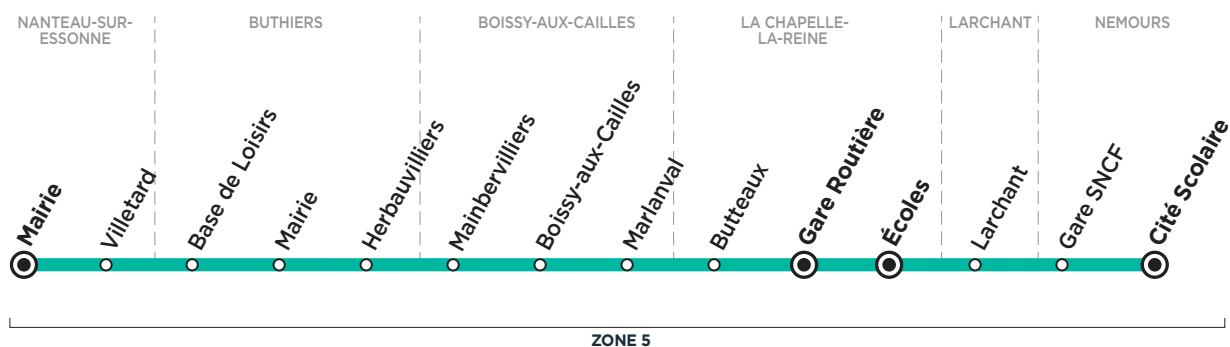 NANTEAU-SUR-
ESSONNE
BUTHIERS
BOISSY-AUX-CAILLES
LA CHAPELLE-
LA-REINE
LARCHANT
NEMOURS
Mairie
Villetard
Base de Loisirs
Mairie
Herbauvilliers
Mainbervilliers
Boissy-aux-Cailles
Marlanval
Butteaux
Gare Routière
Écoles
Larchant
Gare SNCF
Cité Scolaire
ZONE 5